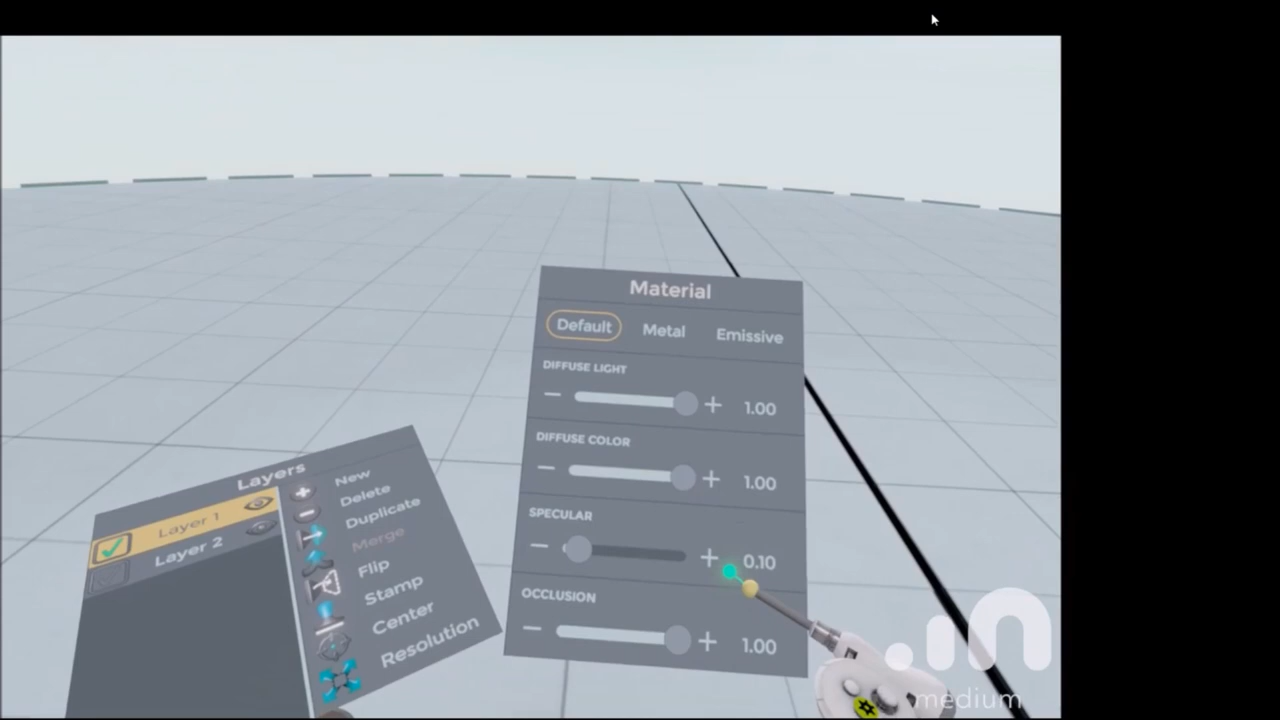 Material
Default Metal Emissive
DIFFUSE LIGHT
− + 1.00
DIFFUSE COLOR
− + 1.00
SPECULAR
− + 0.10
OCCLUSION
− + 1.00
Layers
Layer 1
Layer 2
New
Delete
Duplicate
Merge
Flip
Stamp
Center
Resolution
.m
medium